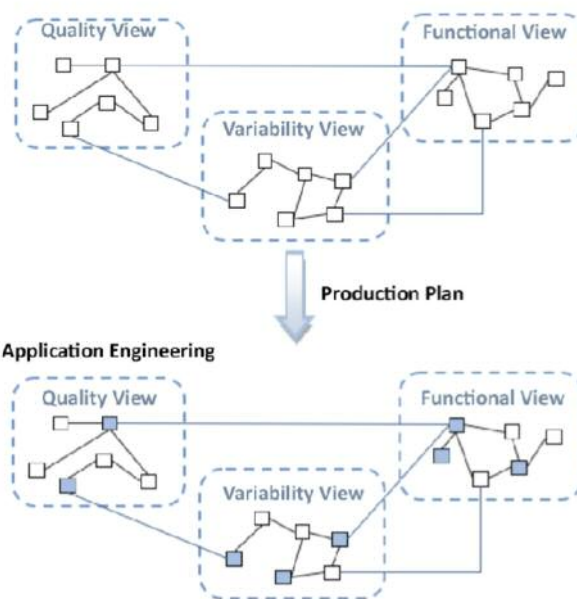 Quality View
Functional View
Variability View
Production Plan
Application Engineering
Quality View
Functional View
Variability View